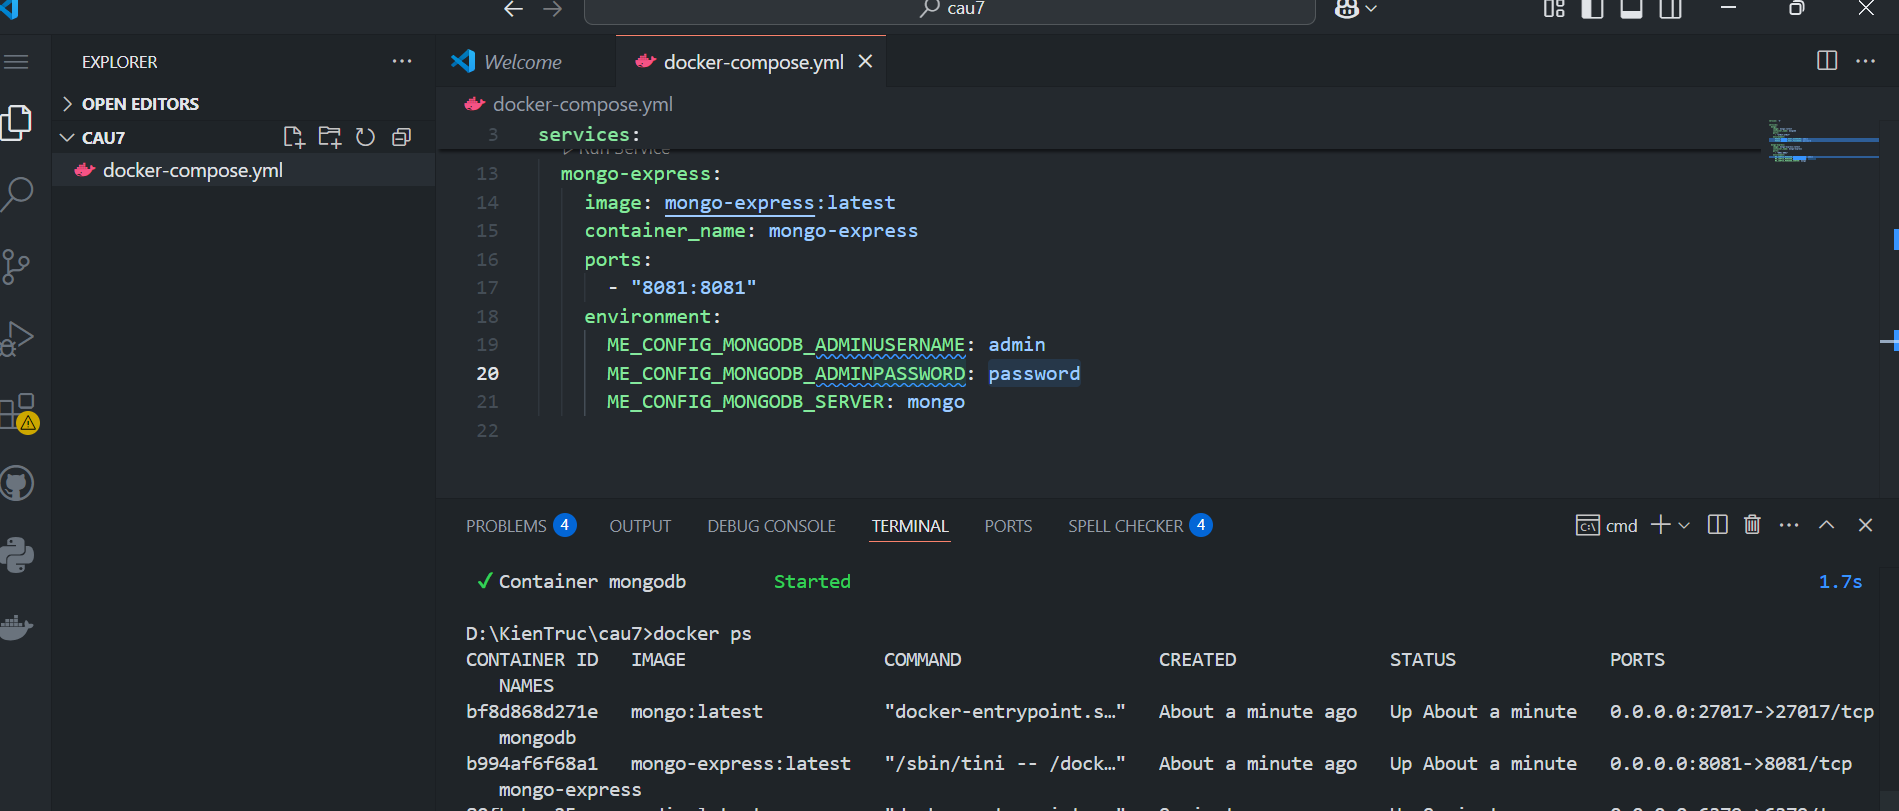 cau7
EXPLORER
OPEN EDITORS
CAU7
docker-compose.yml
Welcome
docker-compose.yml
docker-compose.yml
3 services:
Run Service
13 mongo-express:
14 image: mongo-express:latest
15 container_name: mongo-express
16 ports:
17 - "8081:8081"
18 environment:
19 ME_CONFIG_MONGODB_ADMINUSERNAME: admin
20 ME_CONFIG_MONGODB_ADMINPASSWORD: password
21 ME_CONFIG_MONGODB_SERVER: mongo
22
PROBLEMS 4 OUTPUT DEBUG CONSOLE TERMINAL PORTS SPELL CHECKER 4 cmd
✓ Container mongodb Started 1.7s
D:\KienTruc\cau7>docker ps
CONTAINER ID IMAGE COMMAND CREATED STATUS PORTS
NAMES
bf8d868d271e mongo:latest "docker-entrypoint.s…" About a minute ago Up About a minute 0.0.0.0:27017->27017/tcp
mongodb
b994af6f68a1 mongo-express:latest "/sbin/tini -- /dock…" About a minute ago Up About a minute 0.0.0.0:8081->8081/tcp
mongo-express